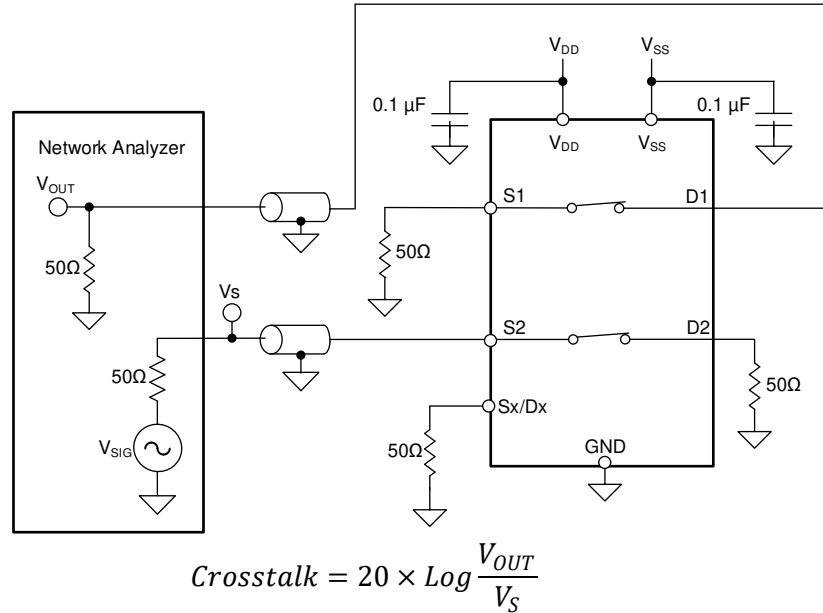 V_DD
V_SS
0.1 µF
0.1 µF
V_DD
V_SS
Network Analyzer
V_OUT
S1
D1
50Ω
50Ω
Vs
S2
D2
50Ω
50Ω
Sx/Dx
V_SIG
50Ω
GND
Crosstalk = 20 × Log V_OUT / V_S